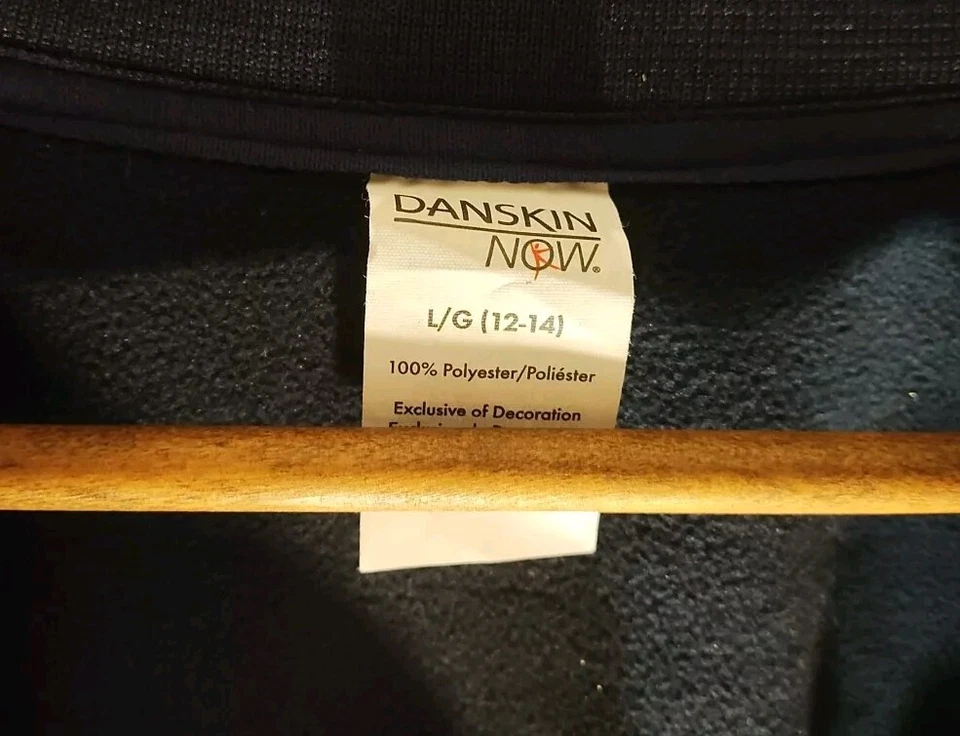 DANSKIN
NOW®
L/G (12-14)
100% Polyester/Poliéster
Exclusive of Decoration